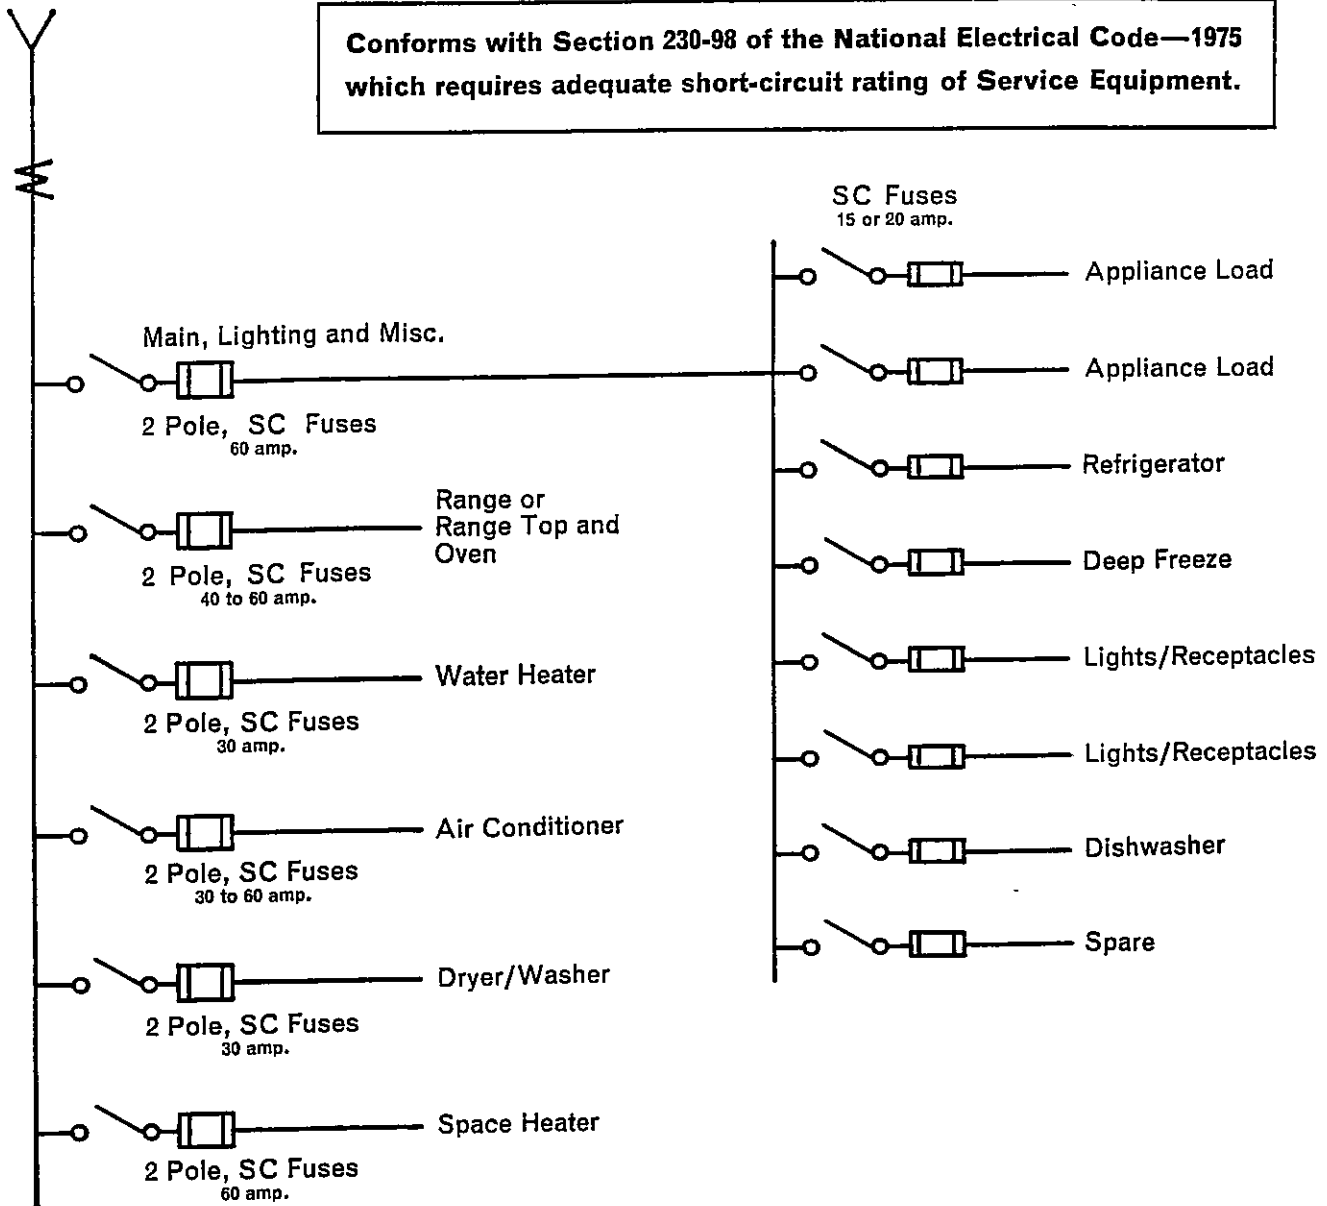 Conforms with Section 230-98 of the National Electrical Code—1975
which requires adequate short-circuit rating of Service Equipment.
SC Fuses
15 or 20 amp.
Appliance Load
Appliance Load
Refrigerator
Deep Freeze
Lights/Receptacles
Lights/Receptacles
Dishwasher
Spare
Main, Lighting and Misc.
2 Pole, SC Fuses
60 amp.
Range or
Range Top and
Oven
2 Pole, SC Fuses
40 to 60 amp.
Water Heater
2 Pole, SC Fuses
30 amp.
Air Conditioner
2 Pole, SC Fuses
30 to 60 amp.
Dryer/Washer
2 Pole, SC Fuses
30 amp.
Space Heater
2 Pole, SC Fuses
60 amp.